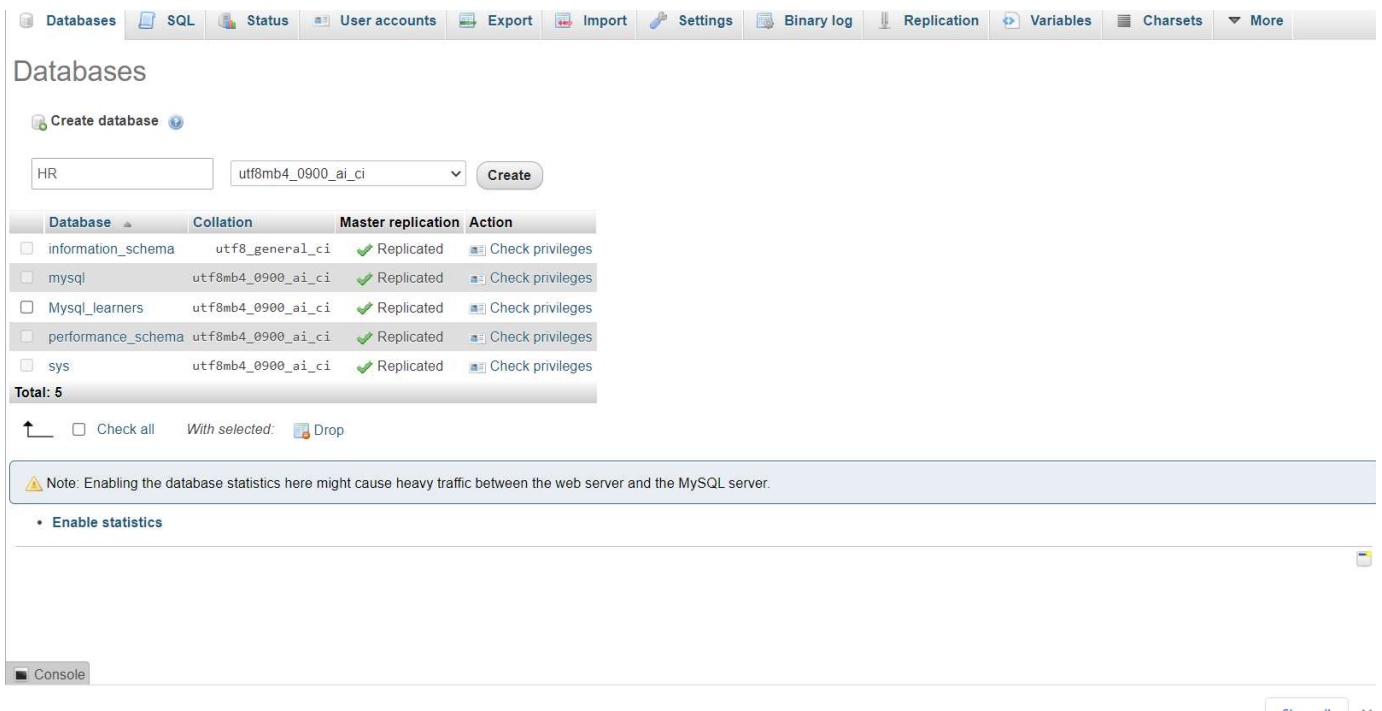 Databases SQL Status User accounts Export Import Settings Binary log Replication Variables Charsets More
Databases
Create database
HR utf8mb4_0900_ai_ci Create
Database Collation Master replication Action
information_schema utf8_general_ci Replicated Check privileges
mysql utf8mb4_0900_ai_ci Replicated Check privileges
Mysql_learners utf8mb4_0900_ai_ci Replicated Check privileges
performance_schema utf8mb4_0900_ai_ci Replicated Check privileges
sys utf8mb4_0900_ai_ci Replicated Check privileges
Total: 5
Check all With selected: Drop
Note: Enabling the database statistics here might cause heavy traffic between the web server and the MySQL server.
• Enable statistics
Console